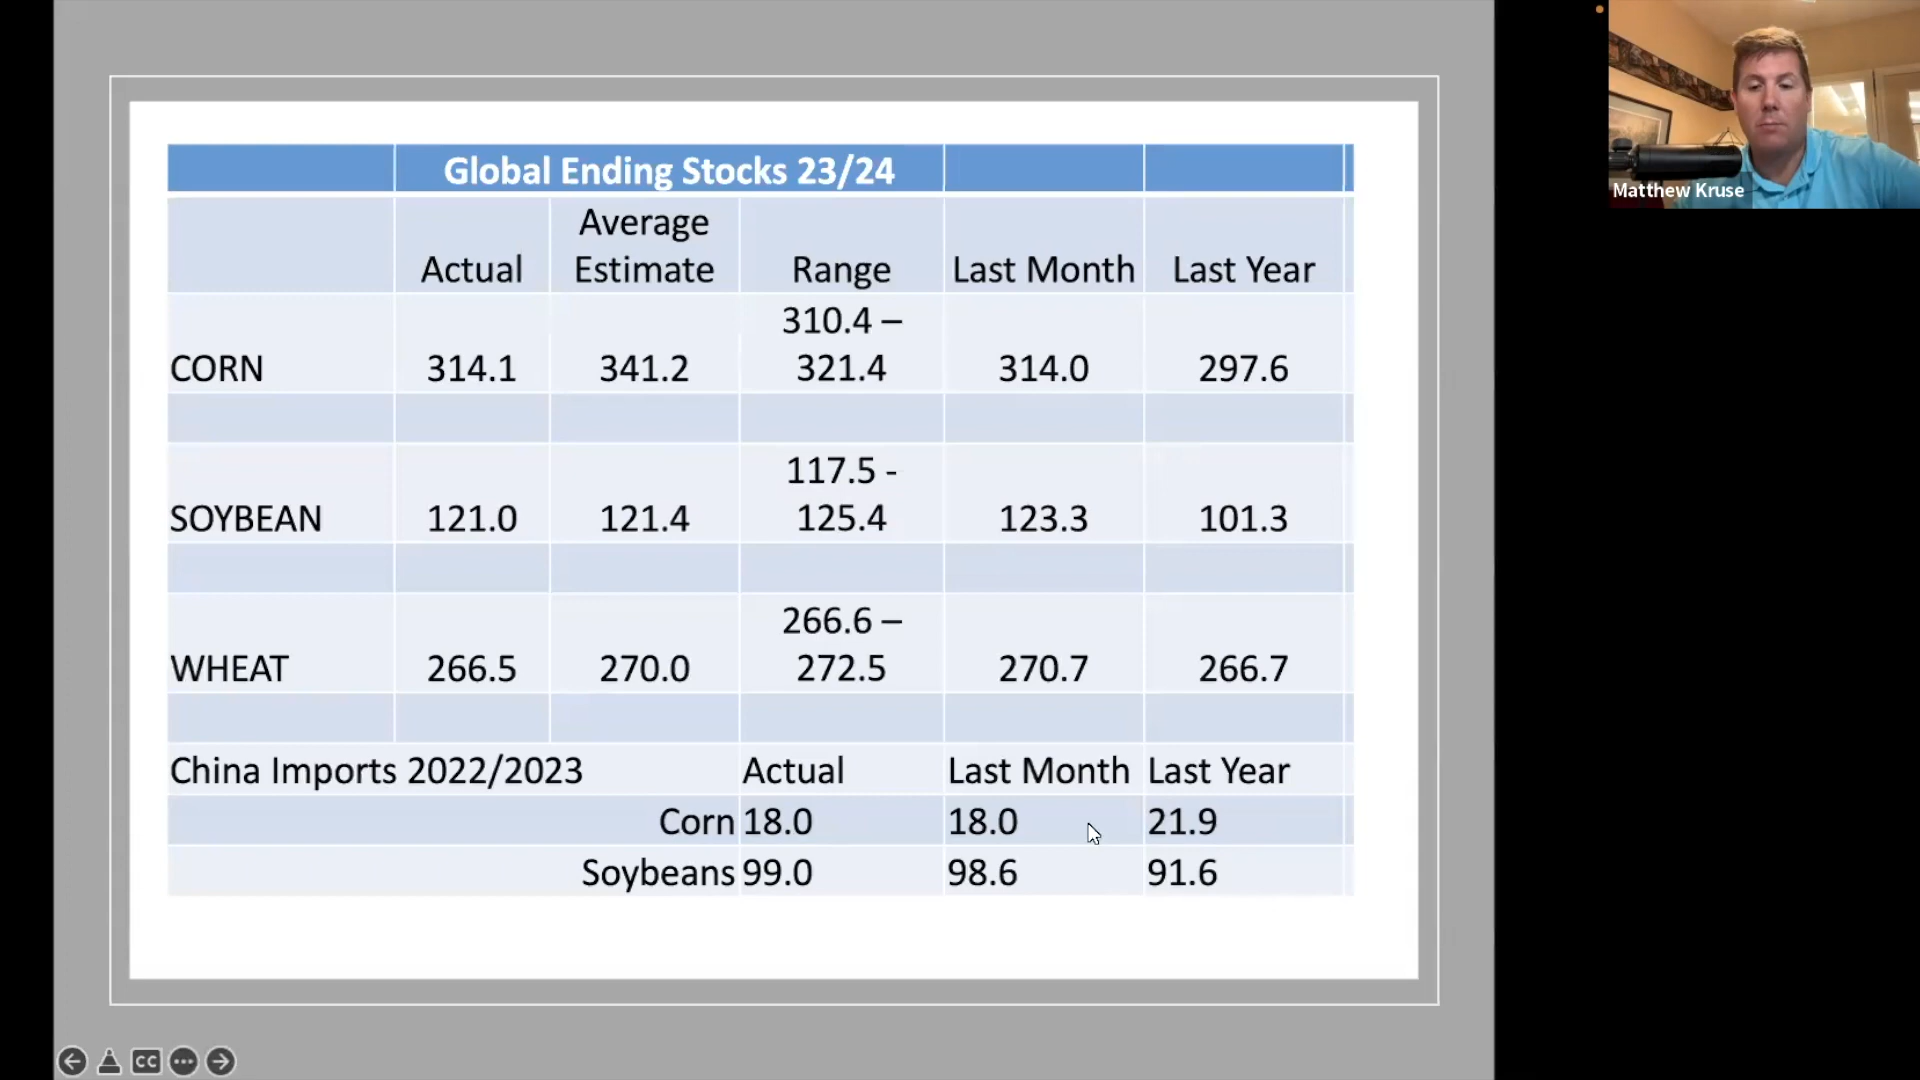 Global Ending Stocks 23/24
Average
Actual Estimate Range Last Month Last Year
310.4 –
CORN 314.1 341.2 321.4 314.0 297.6
117.5 -
SOYBEAN 121.0 121.4 125.4 123.3 101.3
266.6 –
WHEAT 266.5 270.0 272.5 270.7 266.7
China Imports 2022/2023 Actual Last Month Last Year
Corn 18.0 18.0 21.9
Soybeans 99.0 98.6 91.6
Matthew Kruse
CC